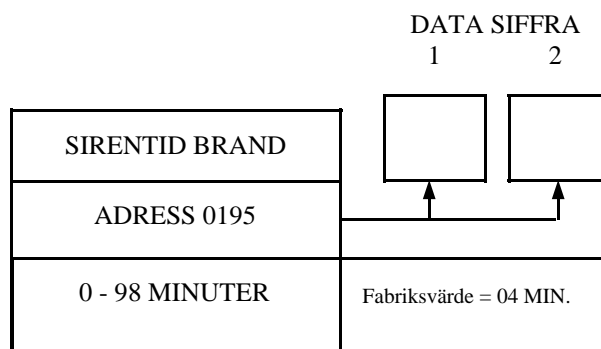 DATA SIFFRA
1 2
SIRENTID BRAND
ADRESS 0195
0 - 98 MINUTER
Fabriksvärde = 04 MIN.